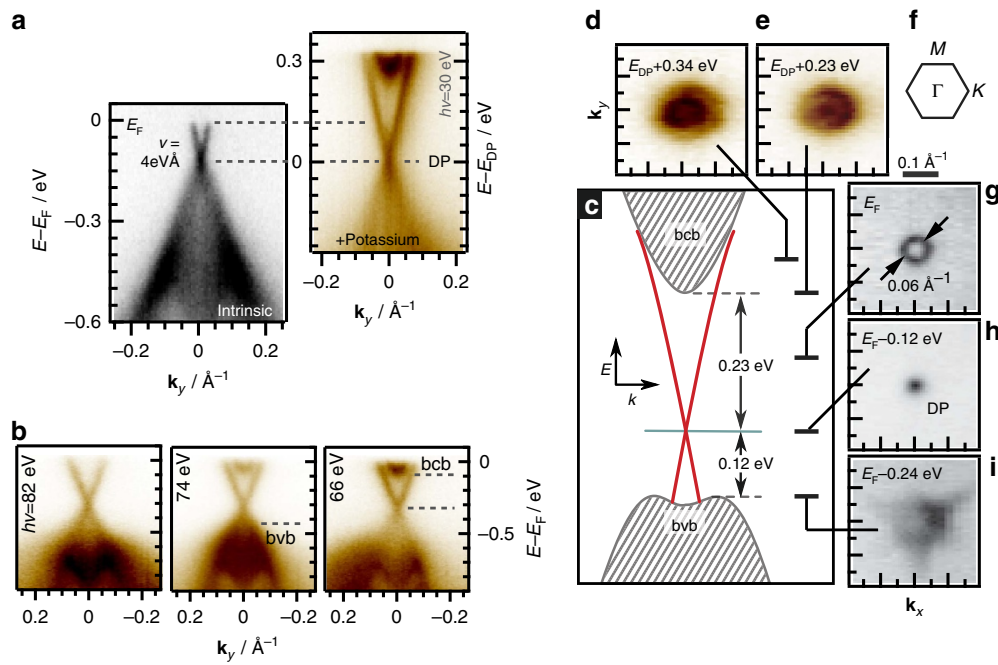 a
0
E_F
v =
4eVÅ
−0.3
−0.6
E–E_F / eV
Intrinsic
−0.2
0
0.2
k_y / Å⁻¹
0.3
0
hν=30 eV
DP
E–E_DP / eV
+Potassium
−0.2
0
0.2
k_y / Å⁻¹
b
hν=82 eV
74 eV
66 eV
bcb
bvb
0
−0.5
E–E_F / eV
0.2
0
0.2
0
0.2
0
−0.2
k_y / Å⁻¹
c
bcb
0.23 eV
E
k
0.12 eV
bvb
d
E_DP+0.34 eV
k_y
e
E_DP+0.23 eV
f
M
Γ
K
0.1 Å⁻¹
g
E_F
0.06 Å⁻¹
h
E_F–0.12 eV
DP
i
E_F–0.24 eV
k_x